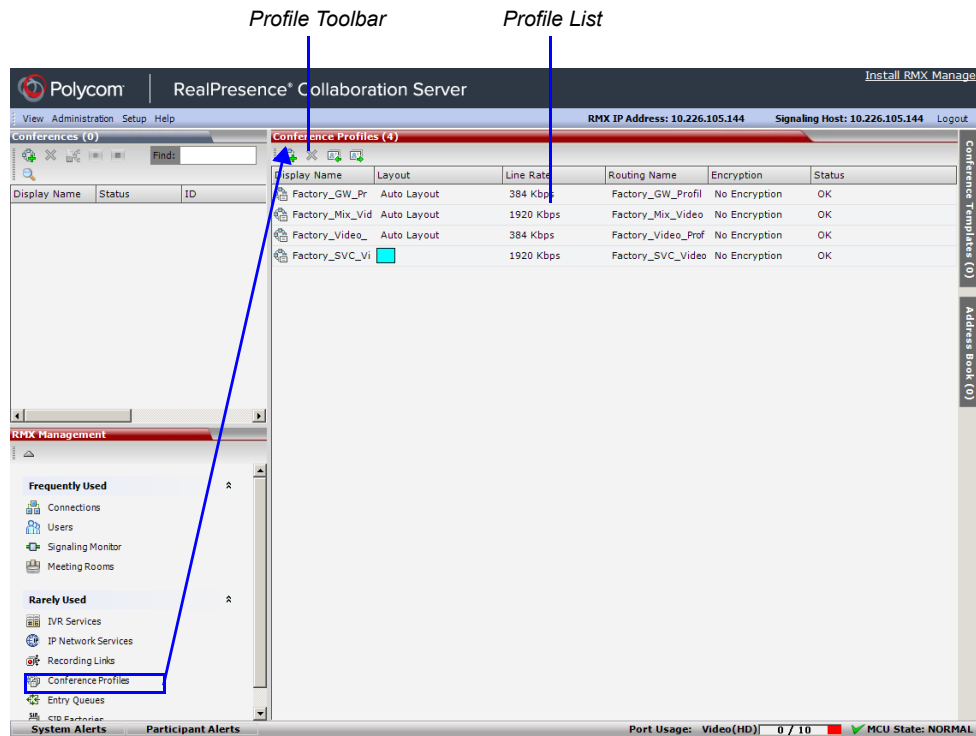 Profile Toolbar
Profile List
Install RMX Manage
Polycom
RealPresence® Collaboration Server
View Administration Setup Help
RMX IP Address: 10.226.105.144 Signaling Host: 10.226.105.144 Logout
Conferences (0)
Find:
Display Name Status ID
Conference Profiles (4)
Display Name Layout Line Rate Routing Name Encryption Status
Factory_GW_Pr Auto Layout 384 Kbps Factory_GW_Profil No Encryption OK
Factory_Mix_Vid Auto Layout 1920 Kbps Factory_Mix_Video No Encryption OK
Factory_Video_ Auto Layout 384 Kbps Factory_Video_Prof No Encryption OK
Factory_SVC_Vi 1920 Kbps Factory_SVC_Video No Encryption OK
Conference Templates (0)
Address Book (0)
RMX Management
Frequently Used
Connections
Users
Signaling Monitor
Meeting Rooms
Rarely Used
IVR Services
IP Network Services
Recording Links
Conference Profiles
Entry Queues
SIP Factories
System Alerts Participant Alerts
Port Usage: Video(HD) 0 / 10 MCU State: NORMAL